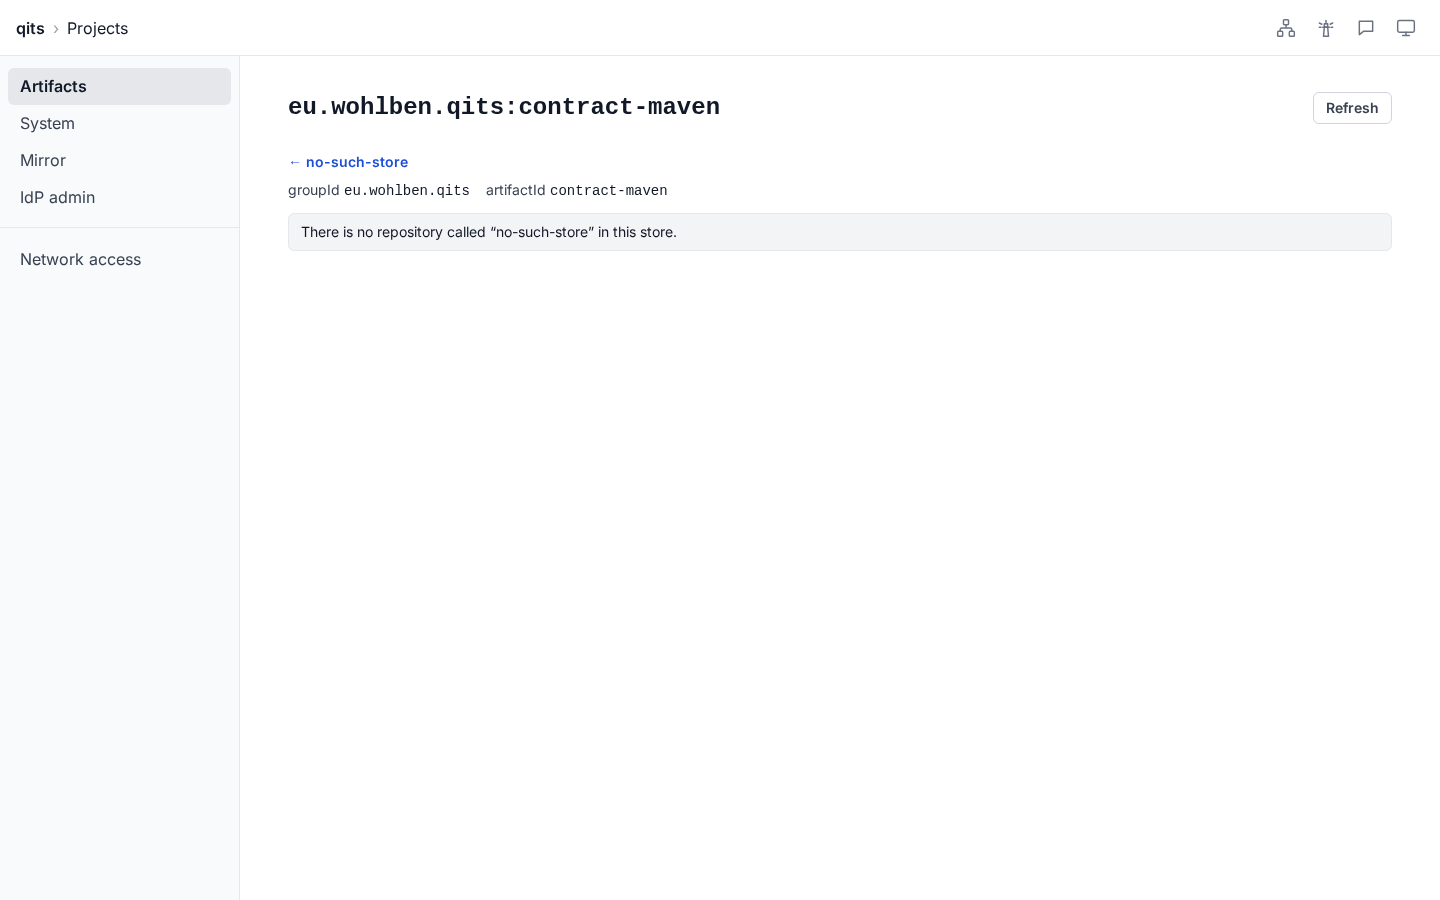 qits › Projects
Artifacts
System
Mirror
IdP admin
Network access
eu.wohlben.qits:contract-maven
Refresh
← no-such-store
groupId eu.wohlben.qits artifactId contract-maven
There is no repository called “no-such-store” in this store.